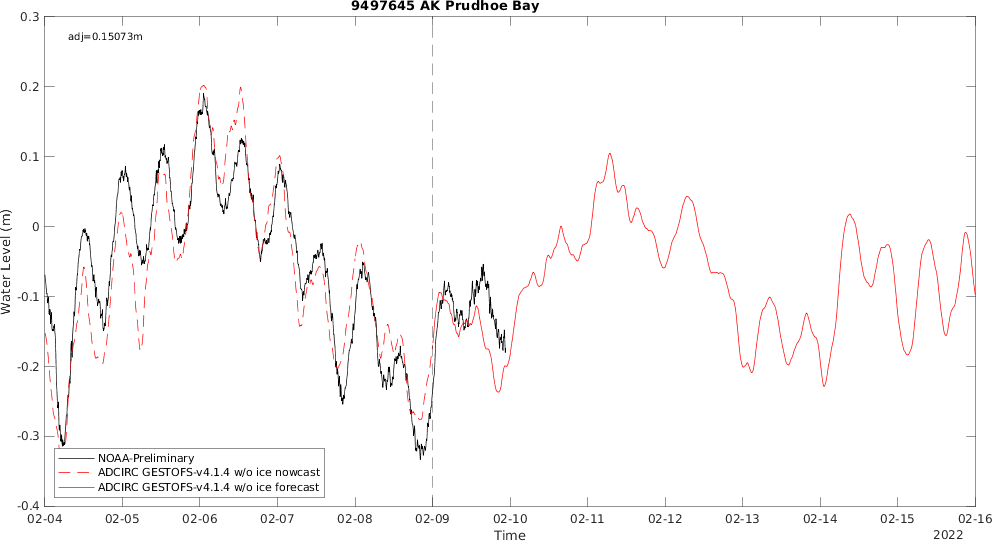 9497645 AK Prudhoe Bay
adj=0.15073m
0.3
0.2
0.1
0
-0.1
-0.2
-0.3
-0.4
Water Level (m)
NOAA-Preliminary
ADCIRC GESTOFS-v4.1.4 w/o ice nowcast
ADCIRC GESTOFS-v4.1.4 w/o ice forecast
02-04 02-05 02-06 02-07 02-08 02-09 02-10 02-11 02-12 02-13 02-14 02-15 02-16
Time
2022